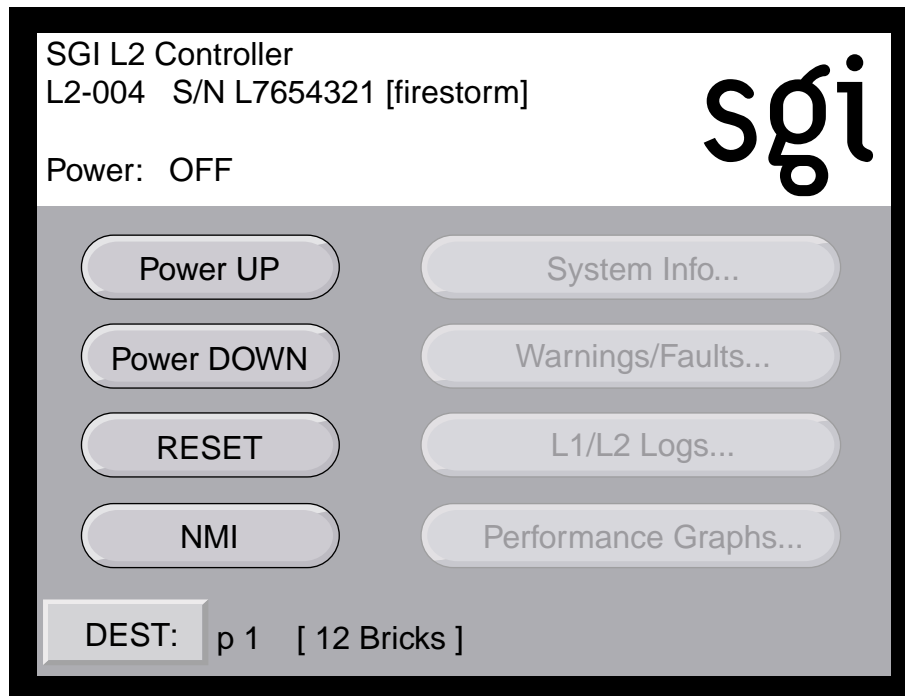 SGI L2 Controller
L2-004 S/N L7654321 [firestorm]
sgi
Power: OFF
Power UP
System Info...
Power DOWN
Warnings/Faults...
RESET
L1/L2 Logs...
NMI
Performance Graphs...
DEST: p 1 [ 12 Bricks ]